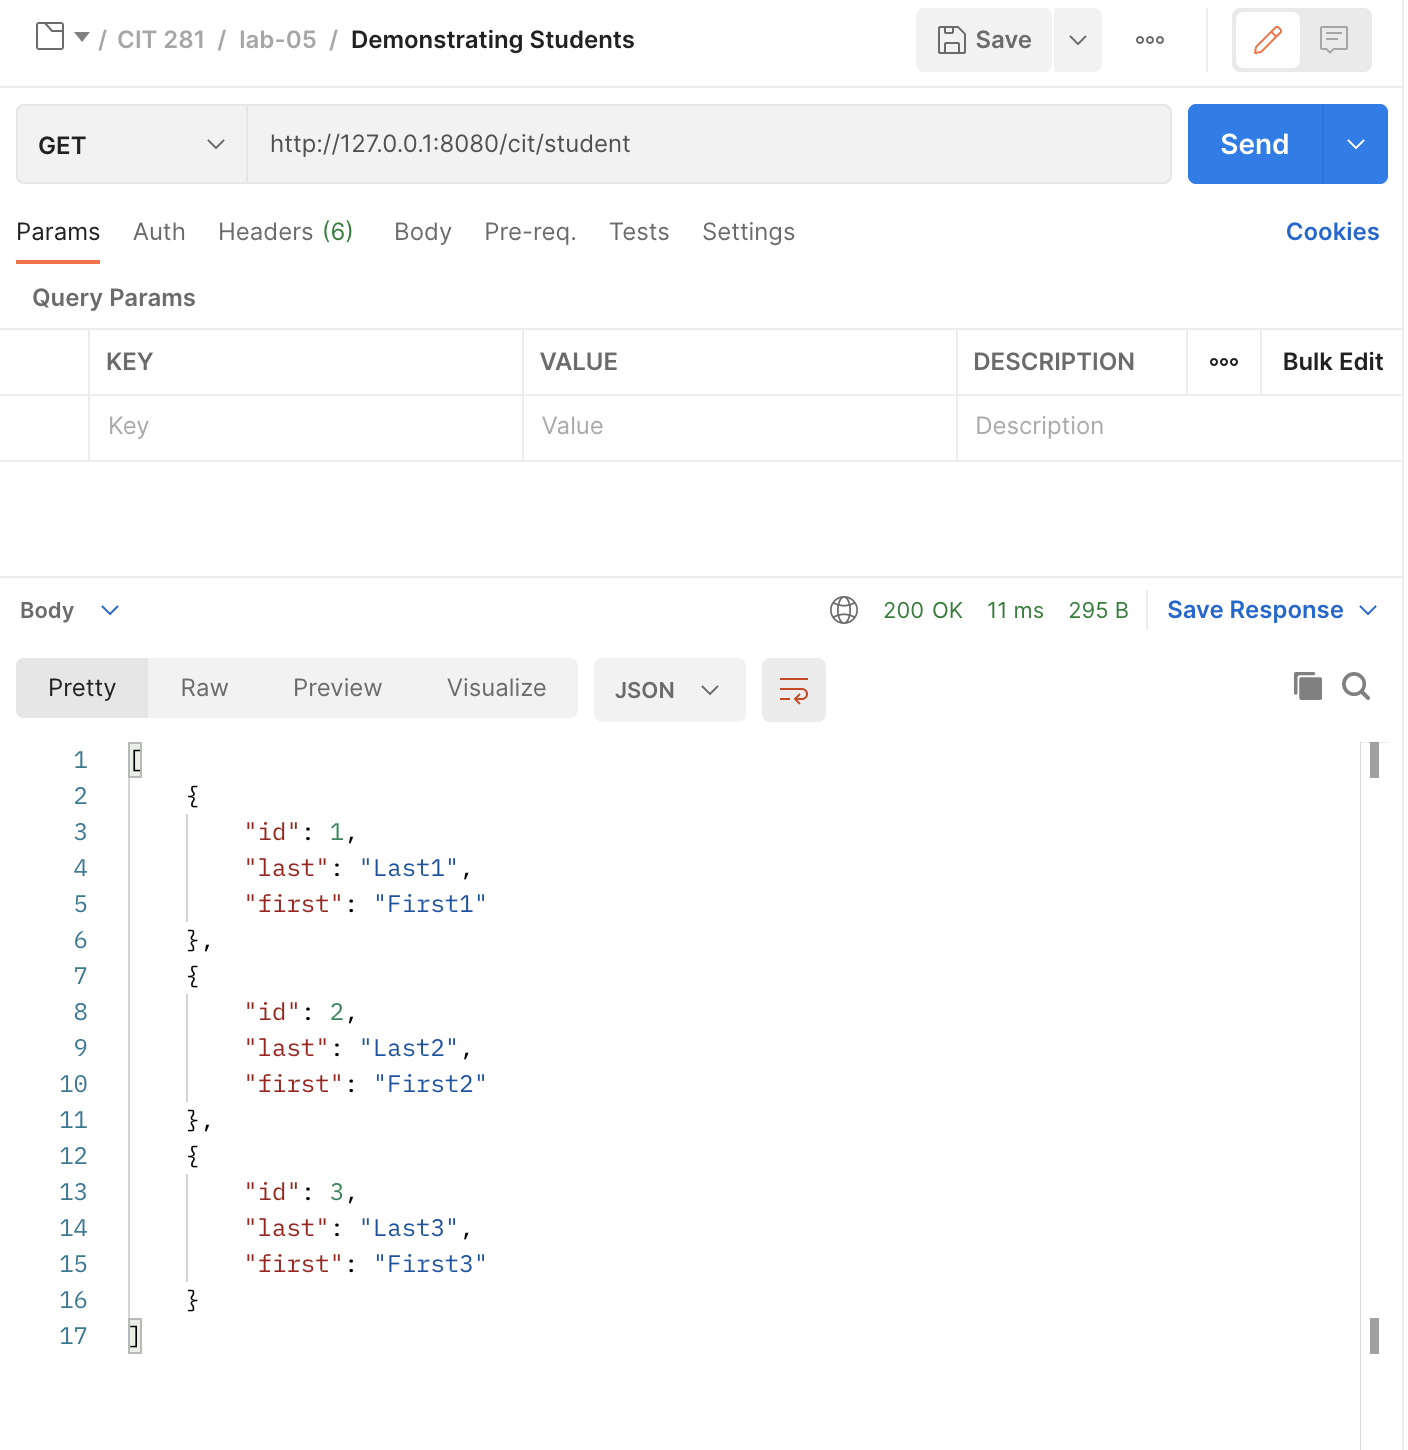 / CIT 281 / lab-05 / Demonstrating Students Save
GET http://127.0.0.1:8080/cit/student Send
Params Auth Headers (6) Body Pre-req. Tests Settings Cookies
Query Params
KEY VALUE DESCRIPTION Bulk Edit
Key Value Description
Body 200 OK 11 ms 295 B Save Response
Pretty Raw Preview Visualize JSON
1 [
2 {
3 "id": 1,
4 "last": "Last1",
5 "first": "First1"
6 },
7 {
8 "id": 2,
9 "last": "Last2",
10 "first": "First2"
11 },
12 {
13 "id": 3,
14 "last": "Last3",
15 "first": "First3"
16 }
17 ]